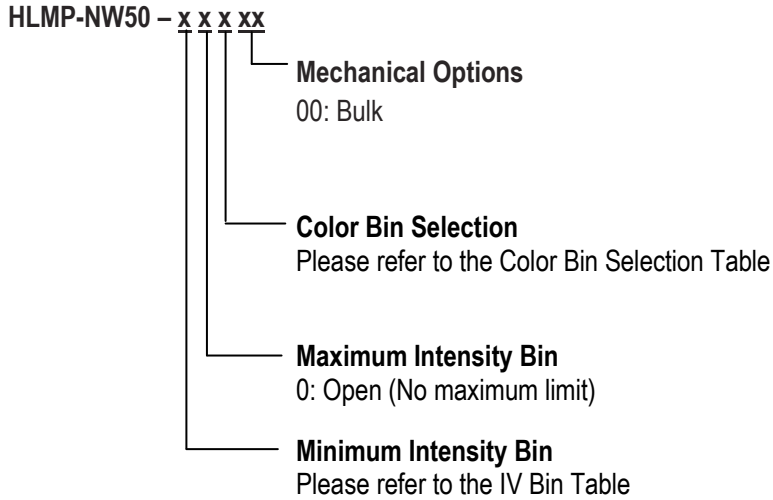 HLMP-NW50 – x x x xx
Mechanical Options
00: Bulk
Color Bin Selection
Please refer to the Color Bin Selection Table
Maximum Intensity Bin
0: Open (No maximum limit)
Minimum Intensity Bin
Please refer to the IV Bin Table